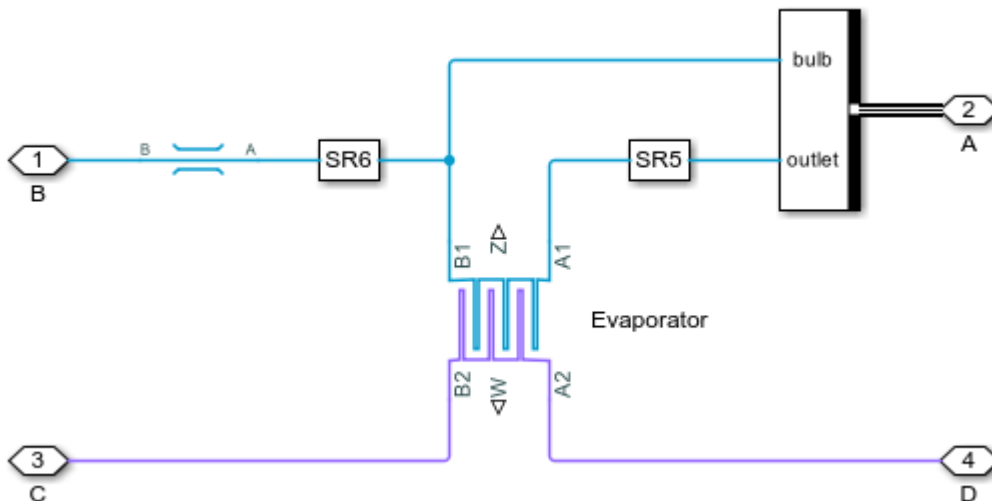 bulb
1
B
B
A
SR6
SR5
outlet
2
A
B1
Z
A1
Evaporator
B2
W
A2
3
C
4
D